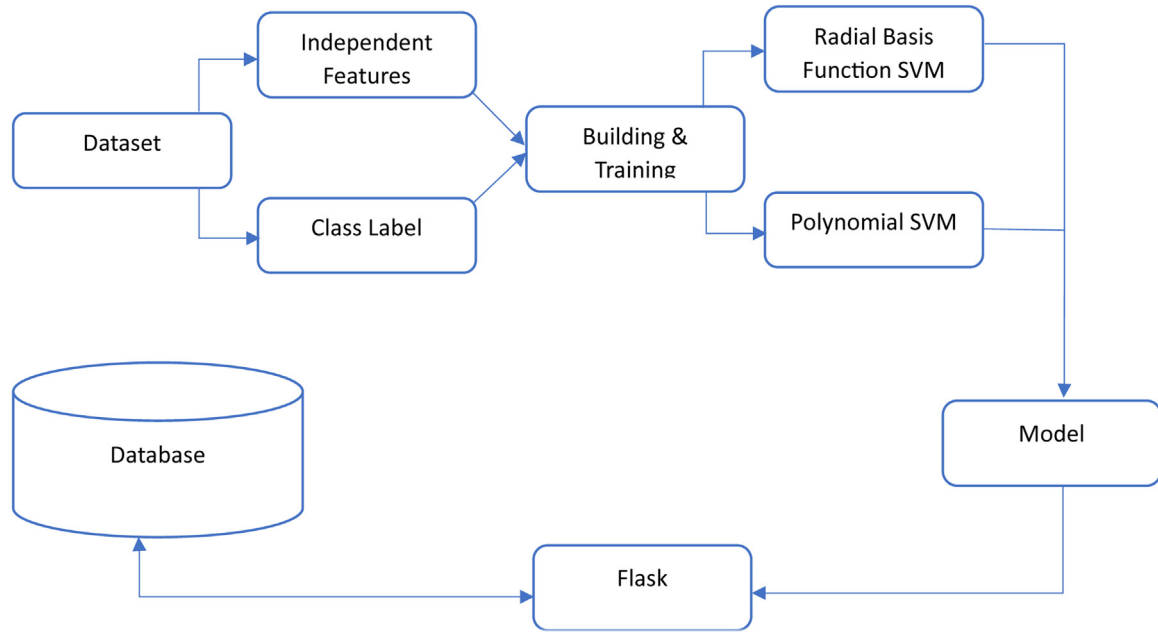 Independent
Features
Radial Basis
Function SVM
Dataset
Building &
Training
Class Label
Polynomial SVM
Database
Model
Flask